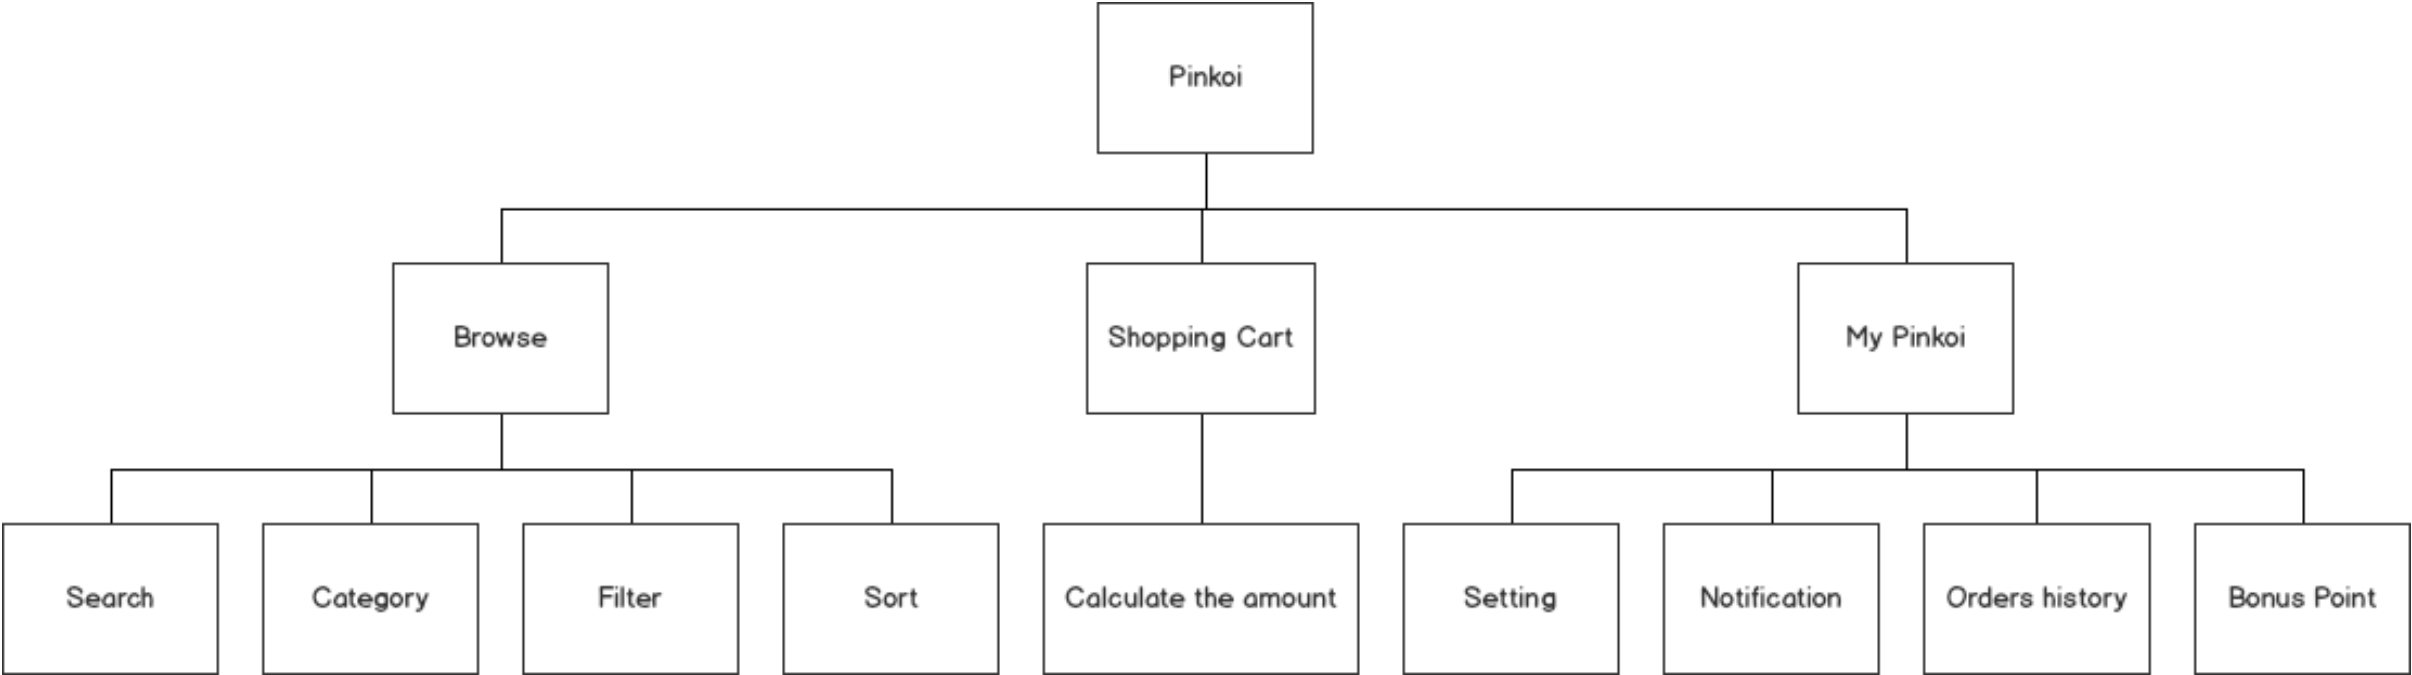 Pinkoi
Browse
Shopping Cart
My Pinkoi
Search
Category
Filter
Sort
Calculate the amount
Setting
Notification
Orders history
Bonus Point